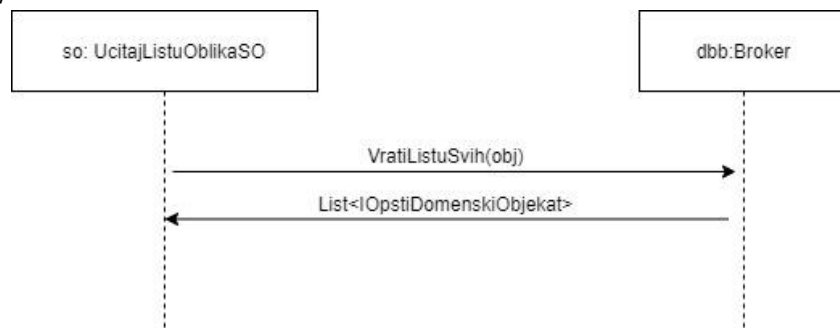 so: UcitajListuOblikaSO
dbb:Broker
VratiListuSvih(obj)
List<IOpstiDomenskiObjekat>